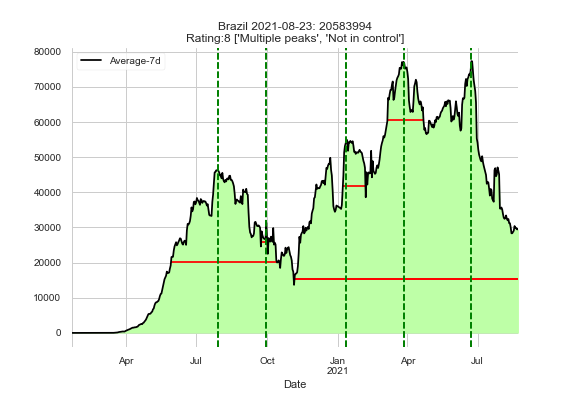 Brazil 2021-08-23: 20583994
Rating:8 ['Multiple peaks', 'Not in control']
80000
Average-7d
70000
60000
50000
40000
30000
20000
10000
0
Apr
Jul
Oct
Jan
2021
Apr
Jul
Date